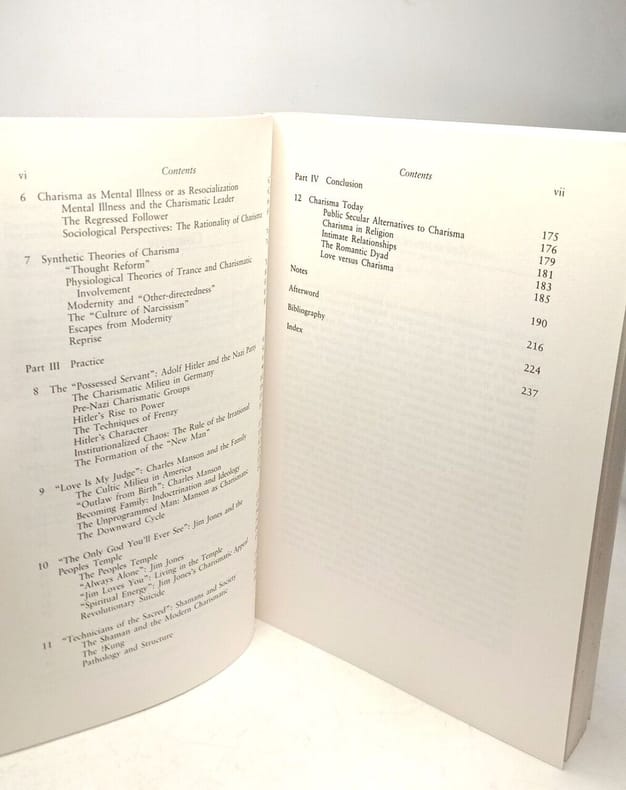 vi
Contents
6 Charisma as Mental Illness or as Resocialization
Mental Illness and the Charismatic Leader
The Regressed Follower
Sociological Perspectives: The Rationality of Charisma
7 Synthetic Theories of Charisma
“Thought Reform”
Physiological Theories of Trance and Charismatic
Involvement
Modernity and “Other-directedness”
The “Culture of Narcissism”
Escapes from Modernity
Reprise
Part III Practice
8 The “Possessed Servant”: Adolf Hitler and the Nazi Party
The Charismatic Milieu in Germany
Pre-Nazi Charismatic Groups
Hitler’s Rise to Power
The Techniques of Frenzy
Hitler’s Character
Institutionalized Chaos: The Rule of the Irrational
The Formation of the “New Man”
9 “Love Is My Judge”: Charles Manson and the Family
The Cultic Milieu in America
“Outlaw from Birth”: Charles Manson
Becoming Family: Indoctrination and Ideology
The Unprogrammed Man: Manson as Charismatic
The Downward Cycle
10 “The Only God You’ll Ever See”: Jim Jones and the
Peoples Temple
The Peoples Temple
“Always Alone”: Jim Jones
“Jim Loves You”: Living in the Temple
“Spiritual Energy”: Jim Jones’s Charismatic Appeal
Revolutionary Suicide
11 “Technicians of the Sacred”: Shamans and Society
The Shaman and the Modern Charismatic
The !Kung
Pathology and Structure
Contents
vii
Part IV Conclusion
12 Charisma Today 175
Public Secular Alternatives to Charisma 176
Charisma in Religion 179
Intimate Relationships 181
The Romantic Dyad 183
Love versus Charisma 185
Notes 190
Afterword 216
Bibliography 224
Index 237